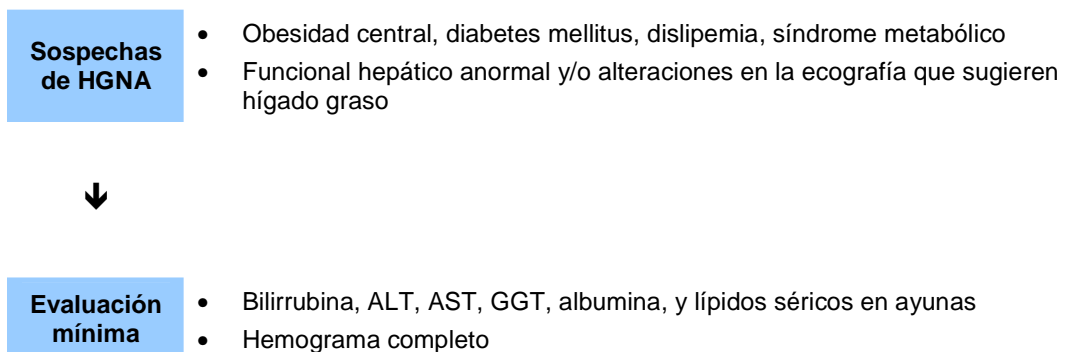 Sospechas
de HGNA
• Obesidad central, diabetes mellitus, dislipemia, síndrome metabólico
• Funcional hepático anormal y/o alteraciones en la ecografía que sugieren
hígado graso
Evaluación
mínima
• Bilirrubina, ALT, AST, GGT, albumina, y lípidos séricos en ayunas
• Hemograma completo